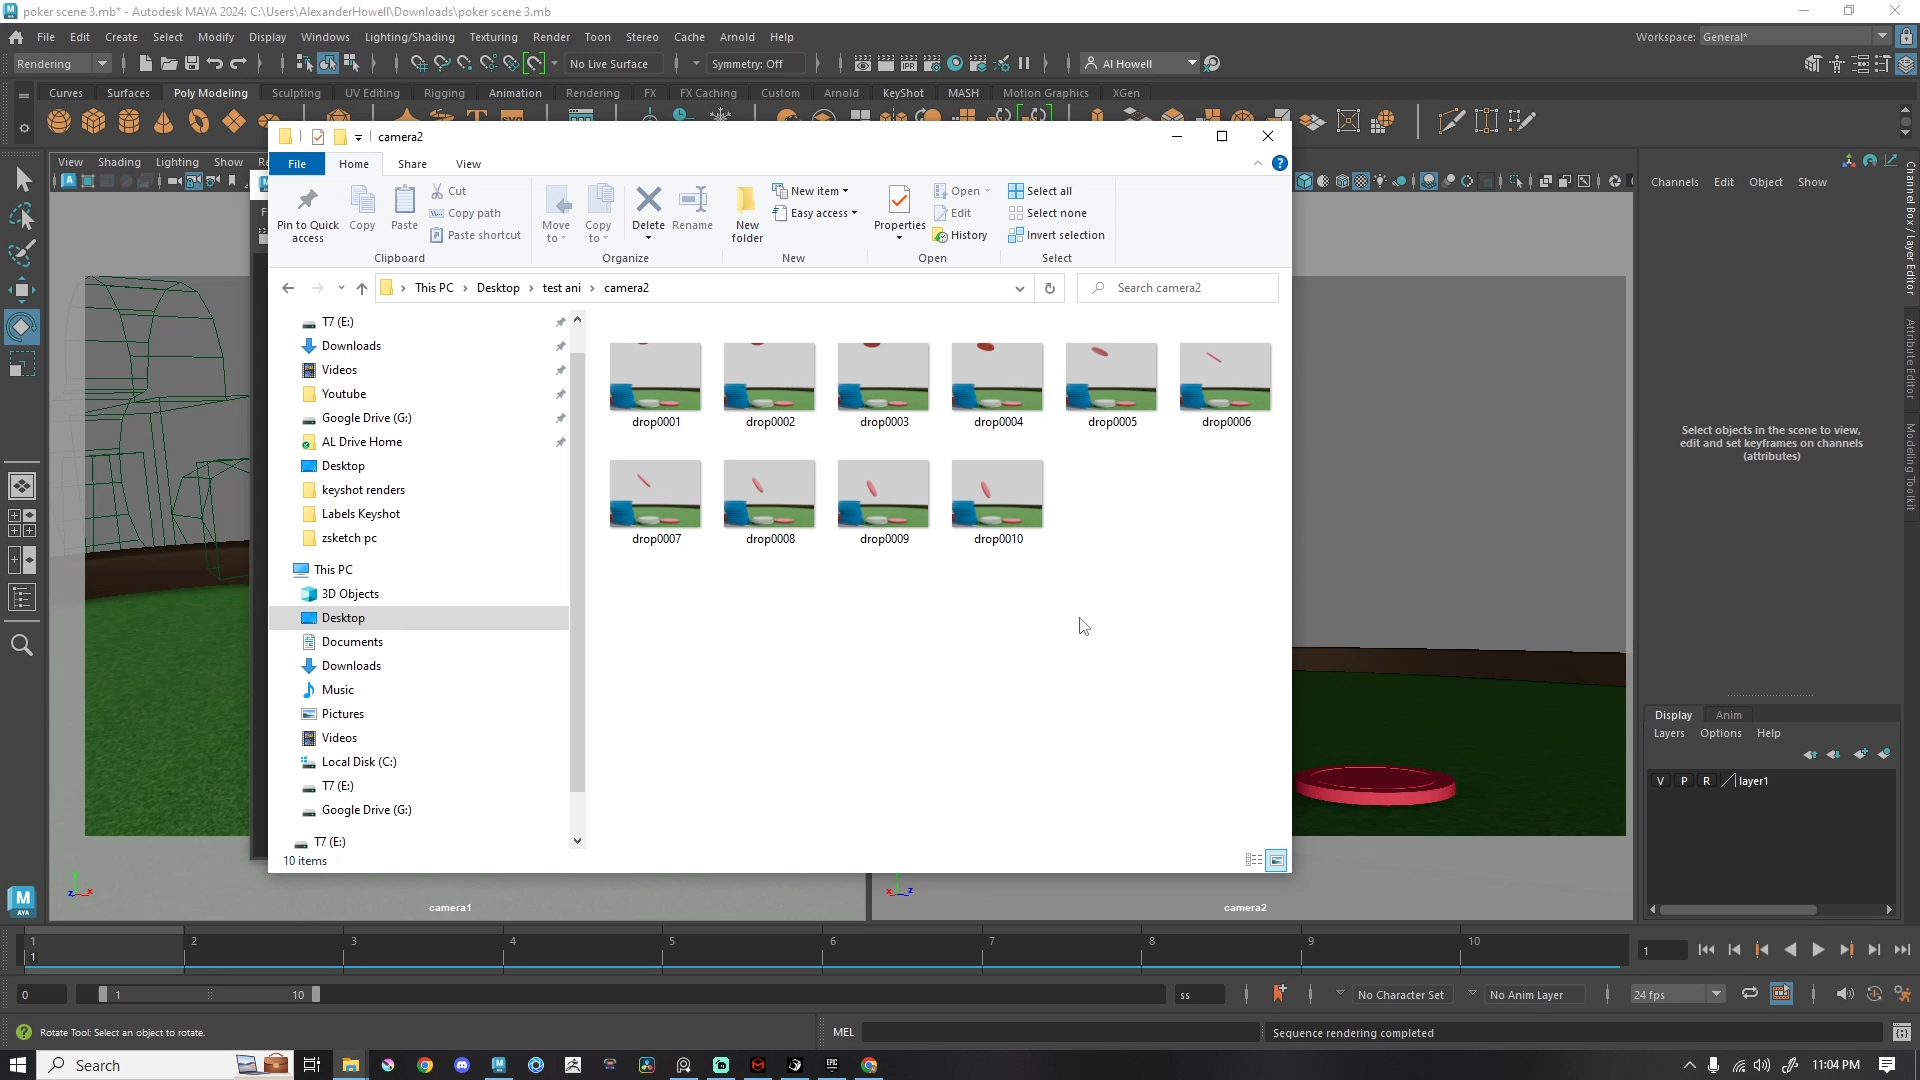 poker scene 3.mb* - Autodesk MAYA 2024: C:\Users\AlexanderHowell\Downloads\poker scene 3.mb
File Edit Create Select Modify Display Windows Lighting/Shading Texturing Render Toon Stereo Cache Arnold Help
Workspace: General*
Rendering
No Live Surface
Symmetry: Off
Al Howell
Curves Surfaces Poly Modeling Sculpting UV Editing Rigging Animation Rendering FX FX Caching Custom Arnold KeyShot MASH Motion Graphics XGen
View Shading Lighting Show
camera2
File Home Share View
Pin to Quick access
Copy
Paste
Cut
Copy path
Paste shortcut
Clipboard
Move to
Copy to
Delete
Rename
Organize
New folder
New item
Easy access
New
Properties
Open
Edit
History
Open
Select all
Select none
Invert selection
Select
This PC > Desktop > test ani > camera2
Search camera2
T7 (E:)
Downloads
Videos
Youtube
Google Drive (G:)
AL Drive Home
Desktop
keyshot renders
Labels Keyshot
zsketch pc
This PC
3D Objects
Desktop
Documents
Downloads
Music
Pictures
Videos
Local Disk (C:)
T7 (E:)
Google Drive (G:)
T7 (E:)
10 items
drop0001 drop0002 drop0003 drop0004 drop0005 drop0006
drop0007 drop0008 drop0009 drop0010
Channels Edit Object Show
Channel Box / Layer Editor
Attribute Editor
Modeling Toolkit
Select objects in the scene to view,
edit and set keyframes on channels
(attributes)
Display Anim
Layers Options Help
V P R layer1
camera1
camera2
1 2 3 4 5 6 7 8 9 10
1
1
0
1
10
ss
No Character Set
No Anim Layer
24 fps
Rotate Tool: Select an object to rotate.
MEL
Sequence rendering completed
Search
11:04 PM